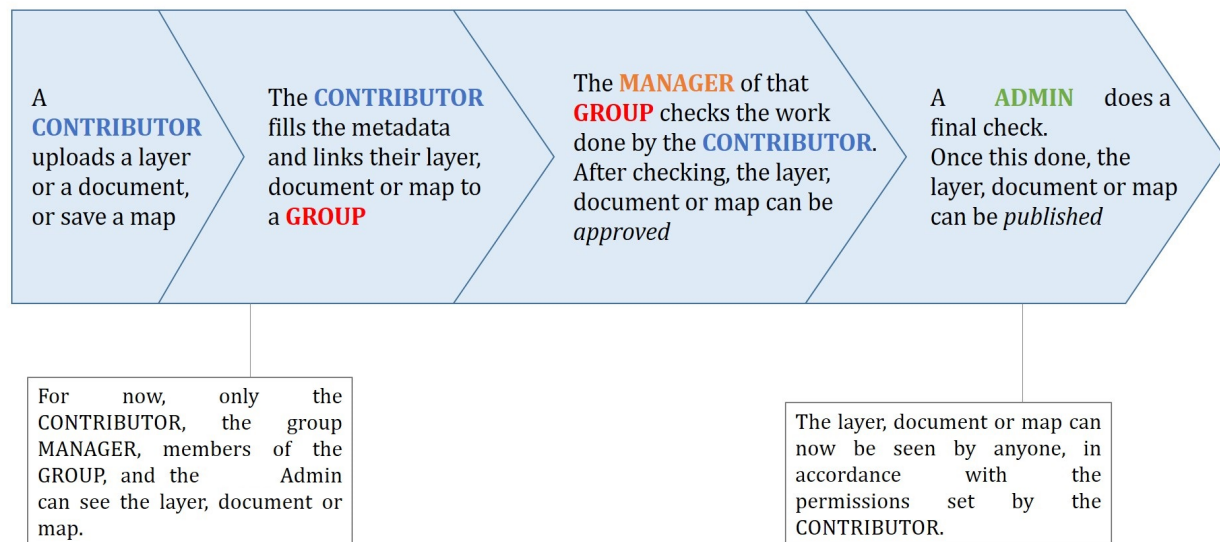 A
CONTRIBUTOR
uploads a layer
or a document,
or save a map
The CONTRIBUTOR
fills the metadata
and links their layer,
document or map to
a GROUP
The MANAGER of that
GROUP checks the work
done by the CONTRIBUTOR.
After checking, the layer,
document or map can be
approved
A ADMIN does a
final check.
Once this done, the
layer, document or map
can be published
For now, only the
CONTRIBUTOR, the group
MANAGER, members of the
GROUP, and the Admin
can see the layer, document or
map.
The layer, document or map can
now be seen by anyone, in
accordance with the
permissions set by the
CONTRIBUTOR.